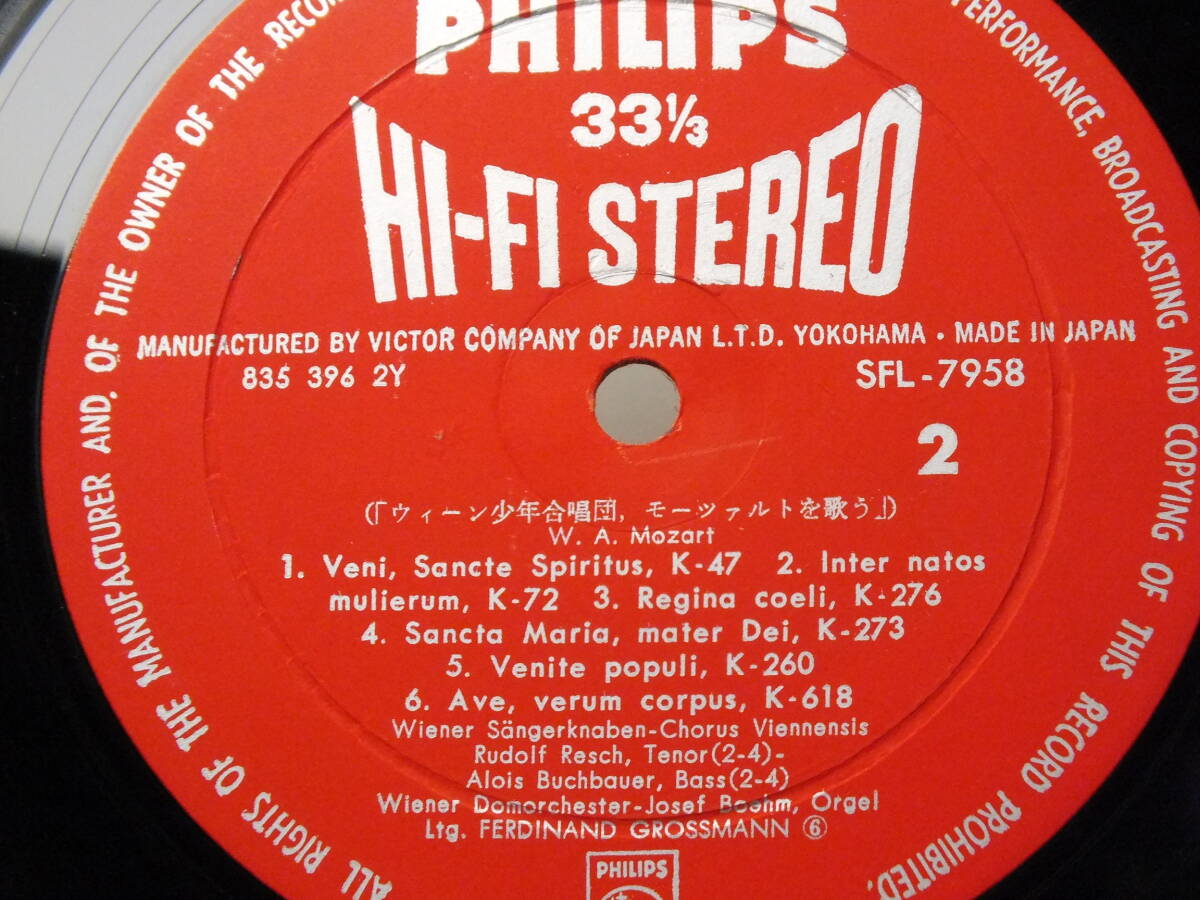 PHILIPS
33⅓
HI-FI STEREO
MANUFACTURED BY VICTOR COMPANY OF JAPAN L.T.D. YOKOHAMA • MADE IN JAPAN
835 396 2Y
SFL-7958
2
(「ウィーン少年合唱団, モーツァルトを歌う」)
W. A. Mozart
1. Veni, Sancte Spiritus, K-47 2. Inter natos
mulierum, K-72 3. Regina coeli, K-276
4. Sancta Maria, mater Dei, K-273
5. Venite populi, K-260
6. Ave, verum corpus, K-618
Wiener Sängerknaben-Chorus Viennensis
Rudolf Resch, Tenor(2-4)-
Alois Buchbauer, Bass(2-4)
Wiener Domorchester-Josef Boehm, Orgel
Ltg. FERDINAND GROSSMANN ⑥
PHILIPS
ALL RIGHTS OF THE MANUFACTURER AND, OF THE OWNER OF THE RECOR
PERFORMANCE, BROADCASTING AND COPYING OF THIS RECORD PROHIBITED.